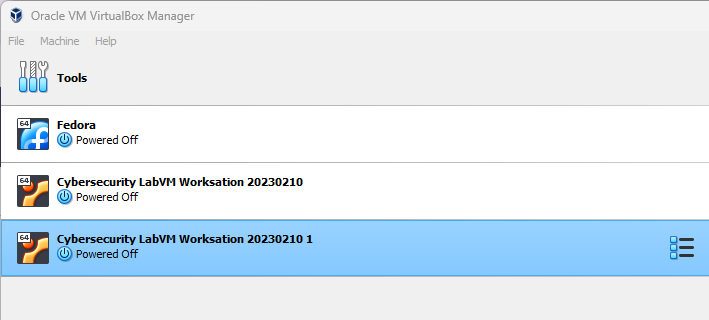 Oracle VM VirtualBox Manager
File Machine Help
Tools
64
Fedora
Powered Off
64
Cybersecurity LabVM Worksation 20230210
Powered Off
64
Cybersecurity LabVM Worksation 20230210 1
Powered Off